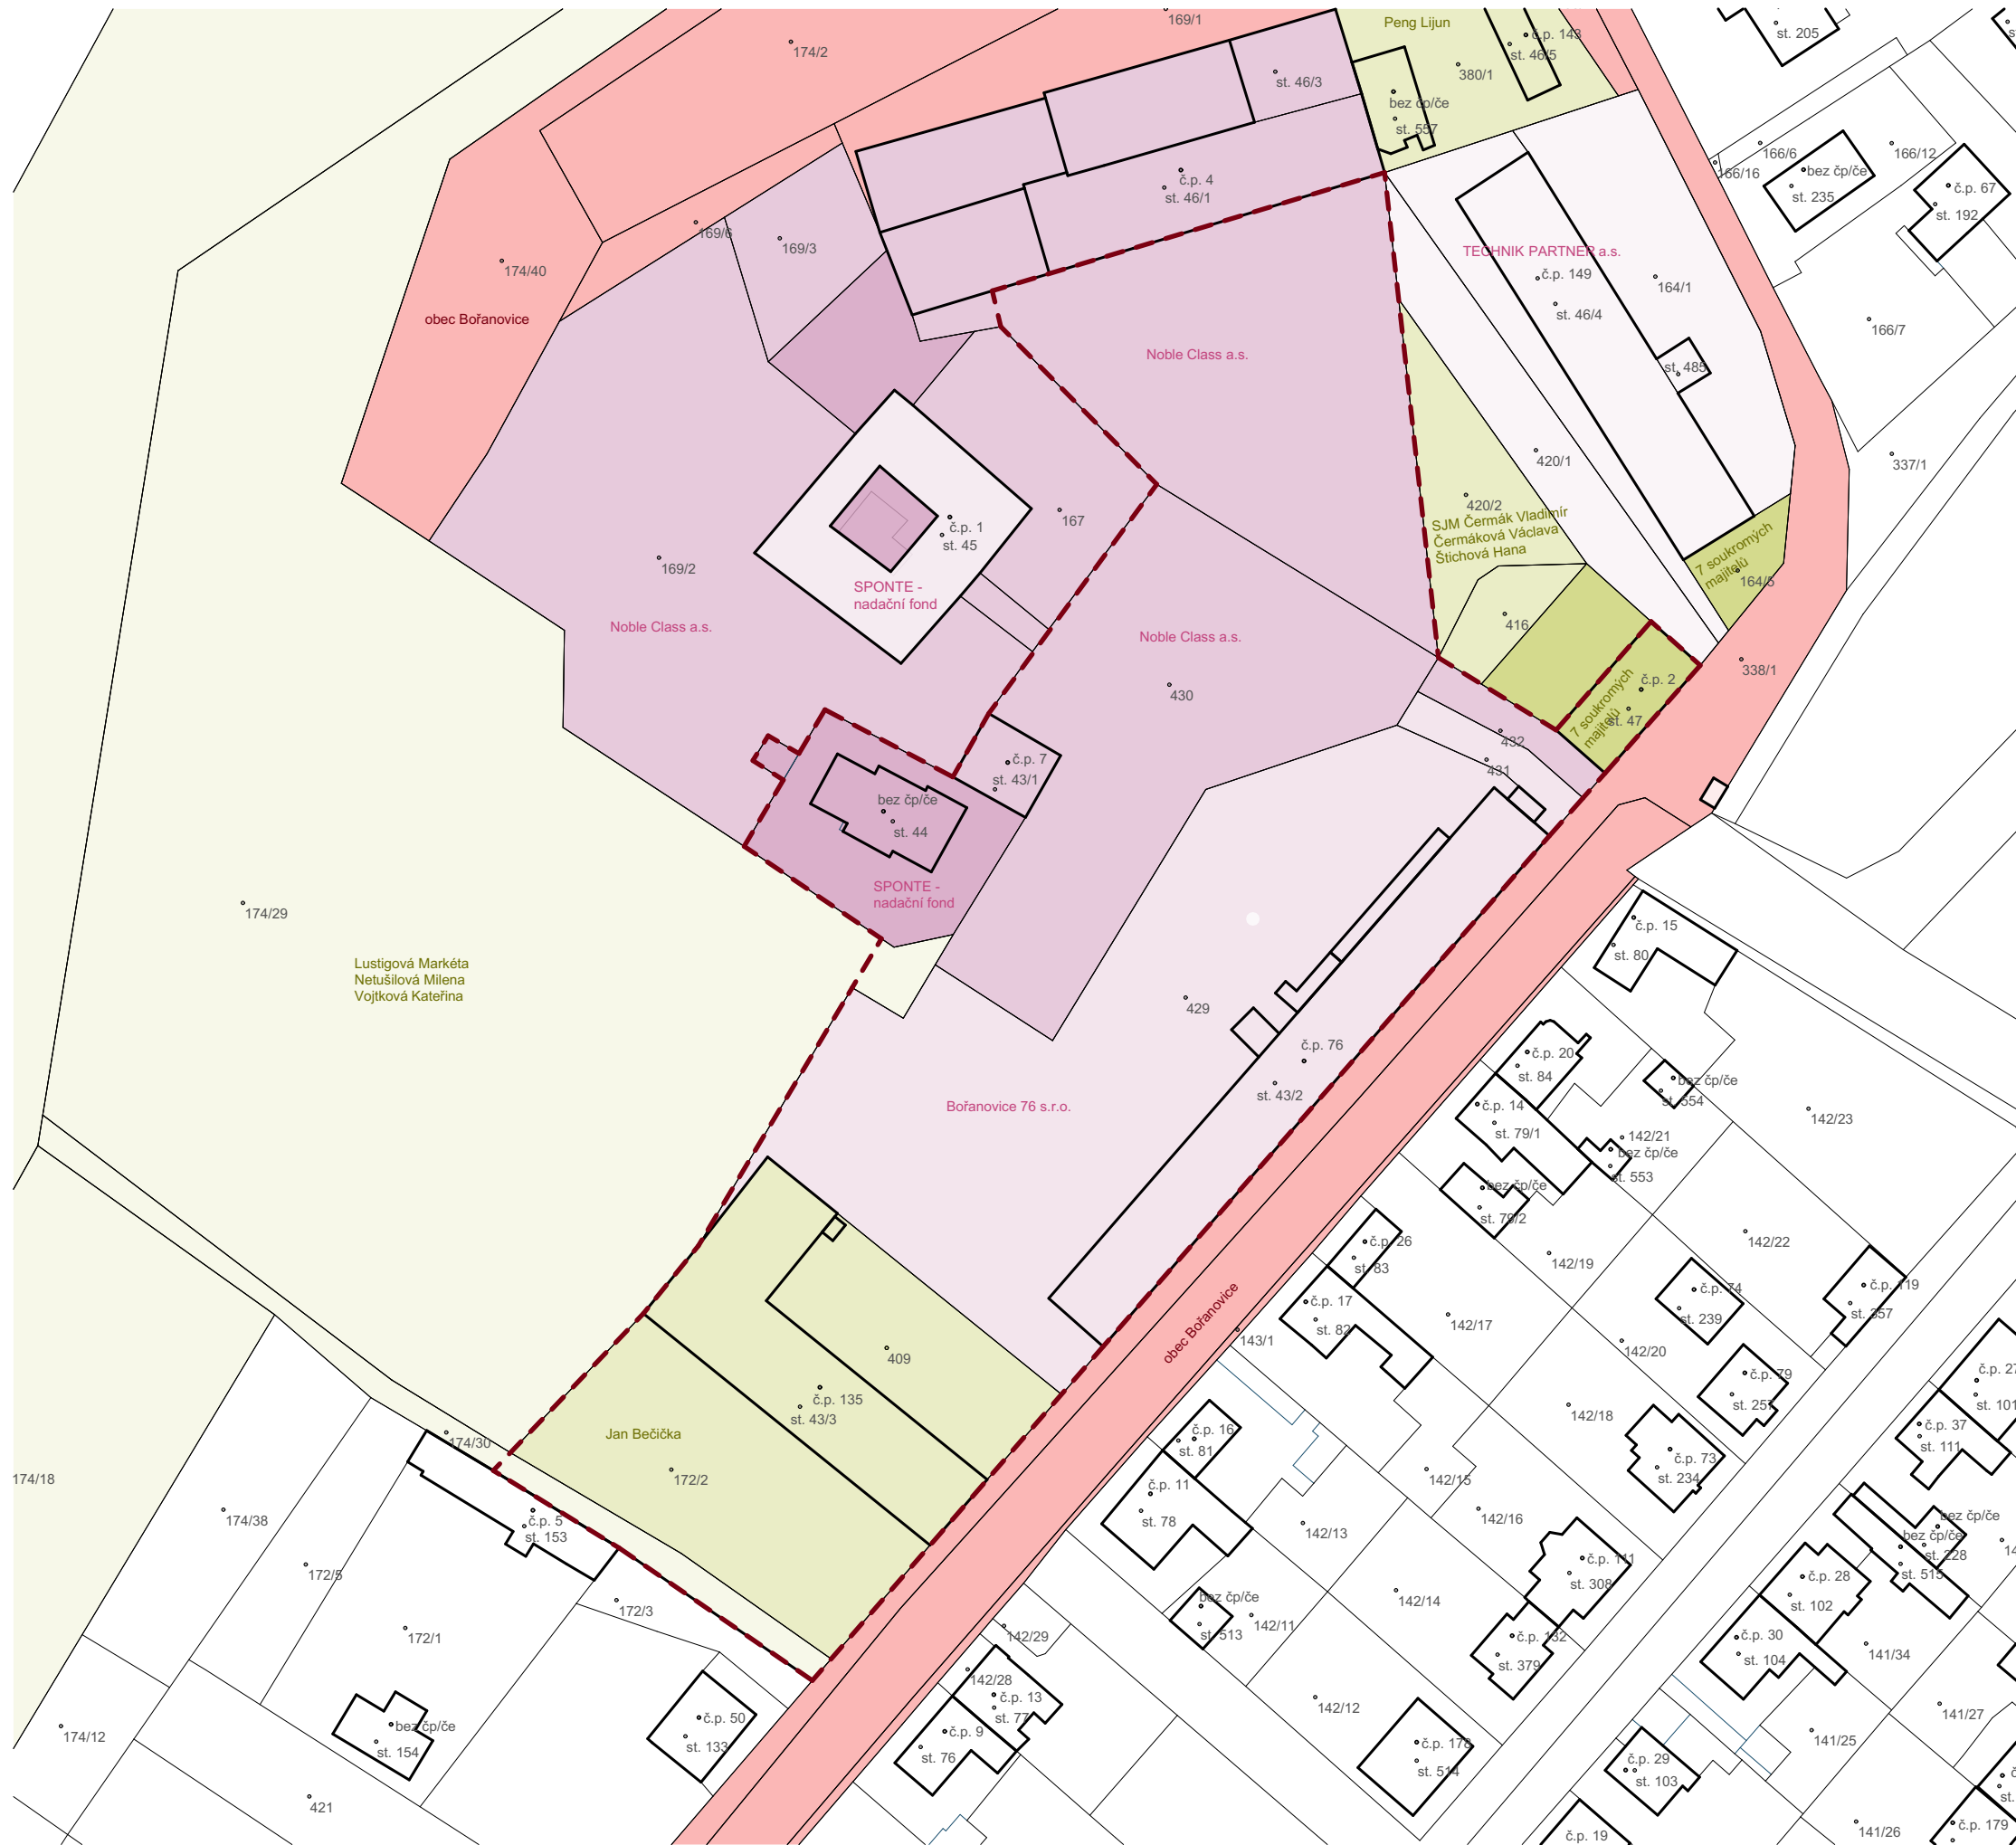 169/1
Peng Lijun
174/2
č.p. 143
st. 46/5
st. 205
380/1
st. 46/3
bez čp/če
st. 557
166/6
166/12
166/16
bez čp/če
st. 235
č.p. 67
st. 192
č.p. 4
st. 46/1
169/6
169/3
174/40
TECHNIK PARTNER a.s.
č.p. 149
164/1
st. 46/4
obec Bořanovice
166/7
Noble Class a.s.
st. 485
420/1
337/1
420/2
SJM Čermák Vladimír
Čermáková Václava
Štichová Hana
167
č.p. 1
st. 45
169/2
7 soukromých
majitelů
164/5
SPONTE -
nadační fond
Noble Class a.s.
Noble Class a.s.
416
338/1
430
č.p. 2
7 soukromých
majitelů
st. 47
432
431
č.p. 7
st. 43/1
bez čp/če
st. 44
SPONTE -
nadační fond
174/29
č.p. 15
st. 80
Lustigová Markéta
Netušilová Milena
Vojtková Kateřina
429
č.p. 76
st. 43/2
č.p. 20
st. 84
bez čp/če
st. 554
č.p. 14
st. 79/1
142/23
142/21
bez čp/če
st. 553
Bořanovice 76 s.r.o.
bez čp/če
st. 79/2
142/22
č.p. 26
st. 83
142/19
č.p. 74
st. 239
č.p. 119
st. 357
č.p. 17
st. 82
142/17
obec Bořanovice
143/1
142/20
409
č.p. 79
st. 257
č.p. 27
st. 101
č.p. 135
st. 43/3
142/18
č.p. 16
st. 81
č.p. 37
st. 111
Jan Bečička
174/30
172/2
č.p. 73
st. 234
174/18
142/15
č.p. 11
st. 78
174/38
č.p. 5
st. 153
142/13
142/16
bez čp/če
st. 228
bez čp/če
st. 515
172/5
č.p. 111
st. 308
č.p. 28
st. 102
172/3
bez čp/če
st. 513
142/11
142/14
172/1
142/29
č.p. 132
st. 379
č.p. 30
st. 104
141/34
142/28
č.p. 13
st. 77
142/12
174/12
bez čp/če
st. 154
č.p. 50
st. 133
č.p. 9
st. 76
č.p. 178
st. 514
141/27
141/25
č.p. 29
st. 103
421
č.p. 19
141/26
č.p. 179